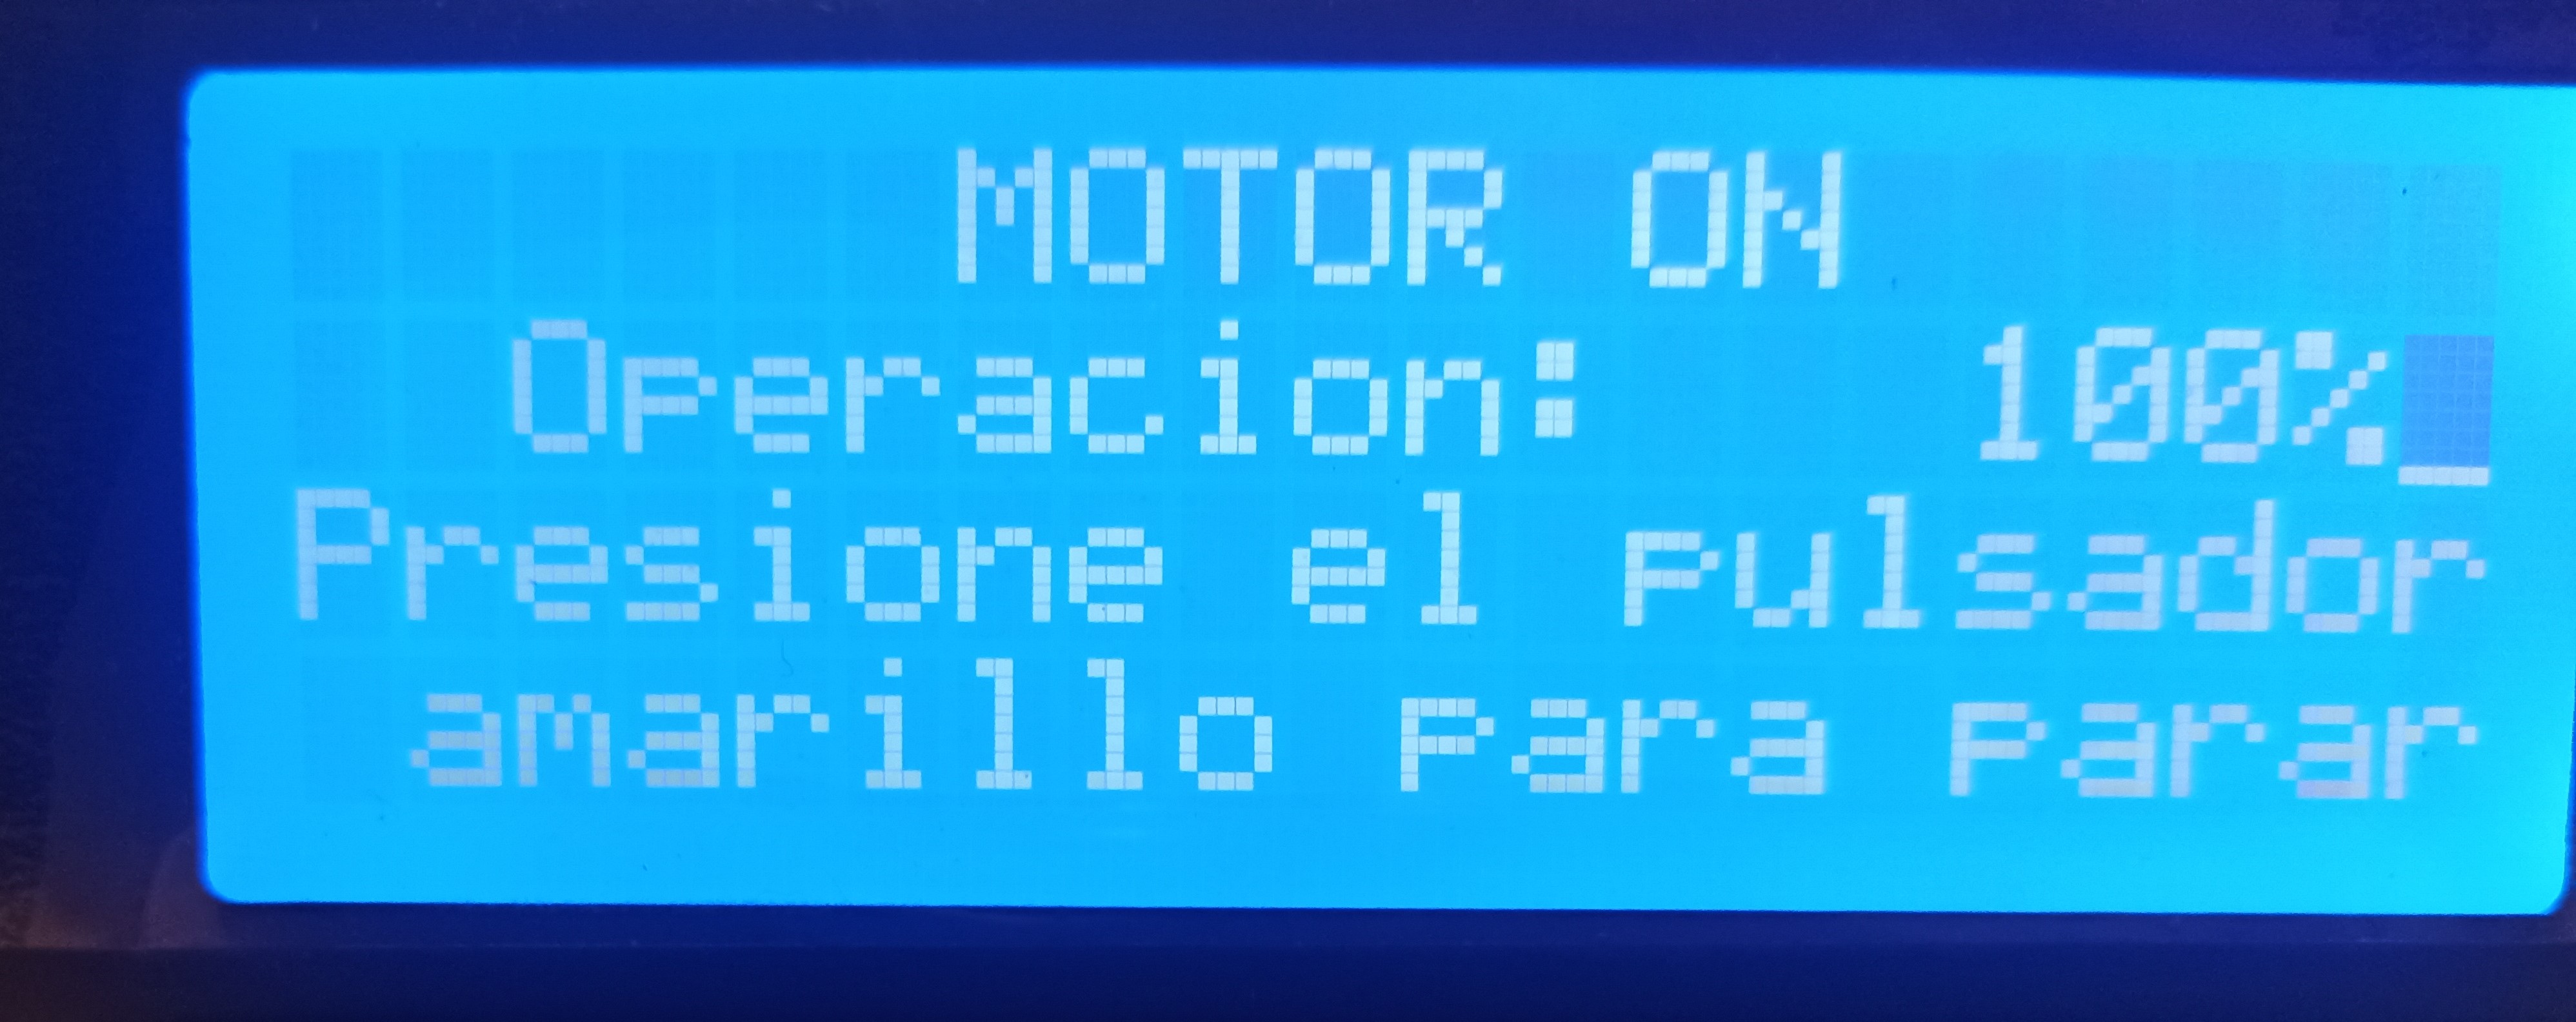 MOTOR ON
Operacion: 100%
Presione el pulsador
amarillo para parar